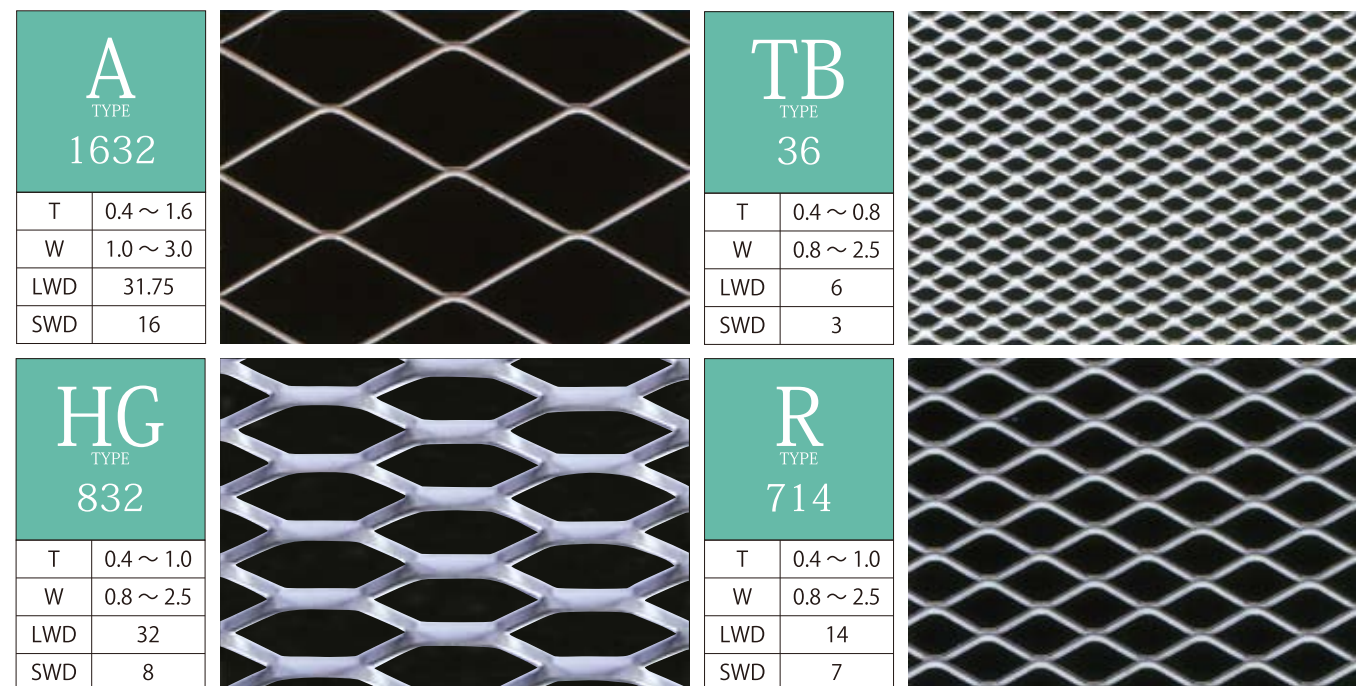 A
TYPE
1632
T 0.4 ～ 1.6
W 1.0 ～ 3.0
LWD 31.75
SWD 16
TB
TYPE
36
T 0.4 ～ 0.8
W 0.8 ～ 2.5
LWD 6
SWD 3
HG
TYPE
832
T 0.4 ～ 1.0
W 0.8 ～ 2.5
LWD 32
SWD 8
R
TYPE
714
T 0.4 ～ 1.0
W 0.8 ～ 2.5
LWD 14
SWD 7